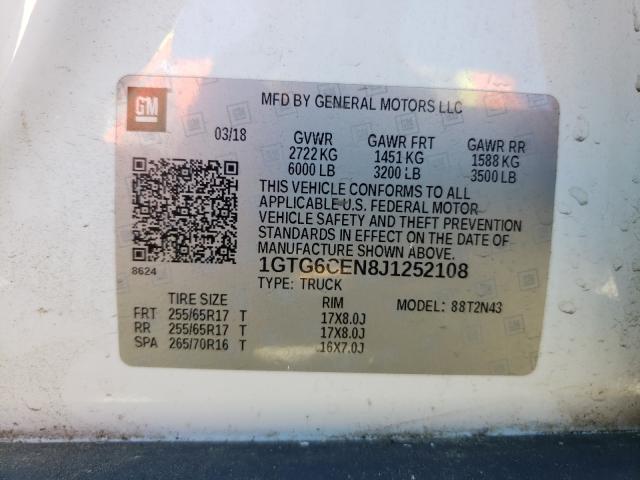 GM
MFD BY GENERAL MOTORS LLC
03/18 GVWR GAWR FRT GAWR RR
2722 KG 1451 KG 1588 KG
6000 LB 3200 LB 3500 LB
THIS VEHICLE CONFORMS TO ALL
APPLICABLE U.S. FEDERAL MOTOR
VEHICLE SAFETY AND THEFT PREVENTION
STANDARDS IN EFFECT ON THE DATE OF
MANUFACTURE SHOWN ABOVE.
8624
1GTG6CEN8J1252108
TYPE: TRUCK
TIRE SIZE RIM MODEL: 88T2N43
FRT 255/65R17 T 17X8.0J
RR 255/65R17 T 17X8.0J
SPA 265/70R16 T 16X7.0J